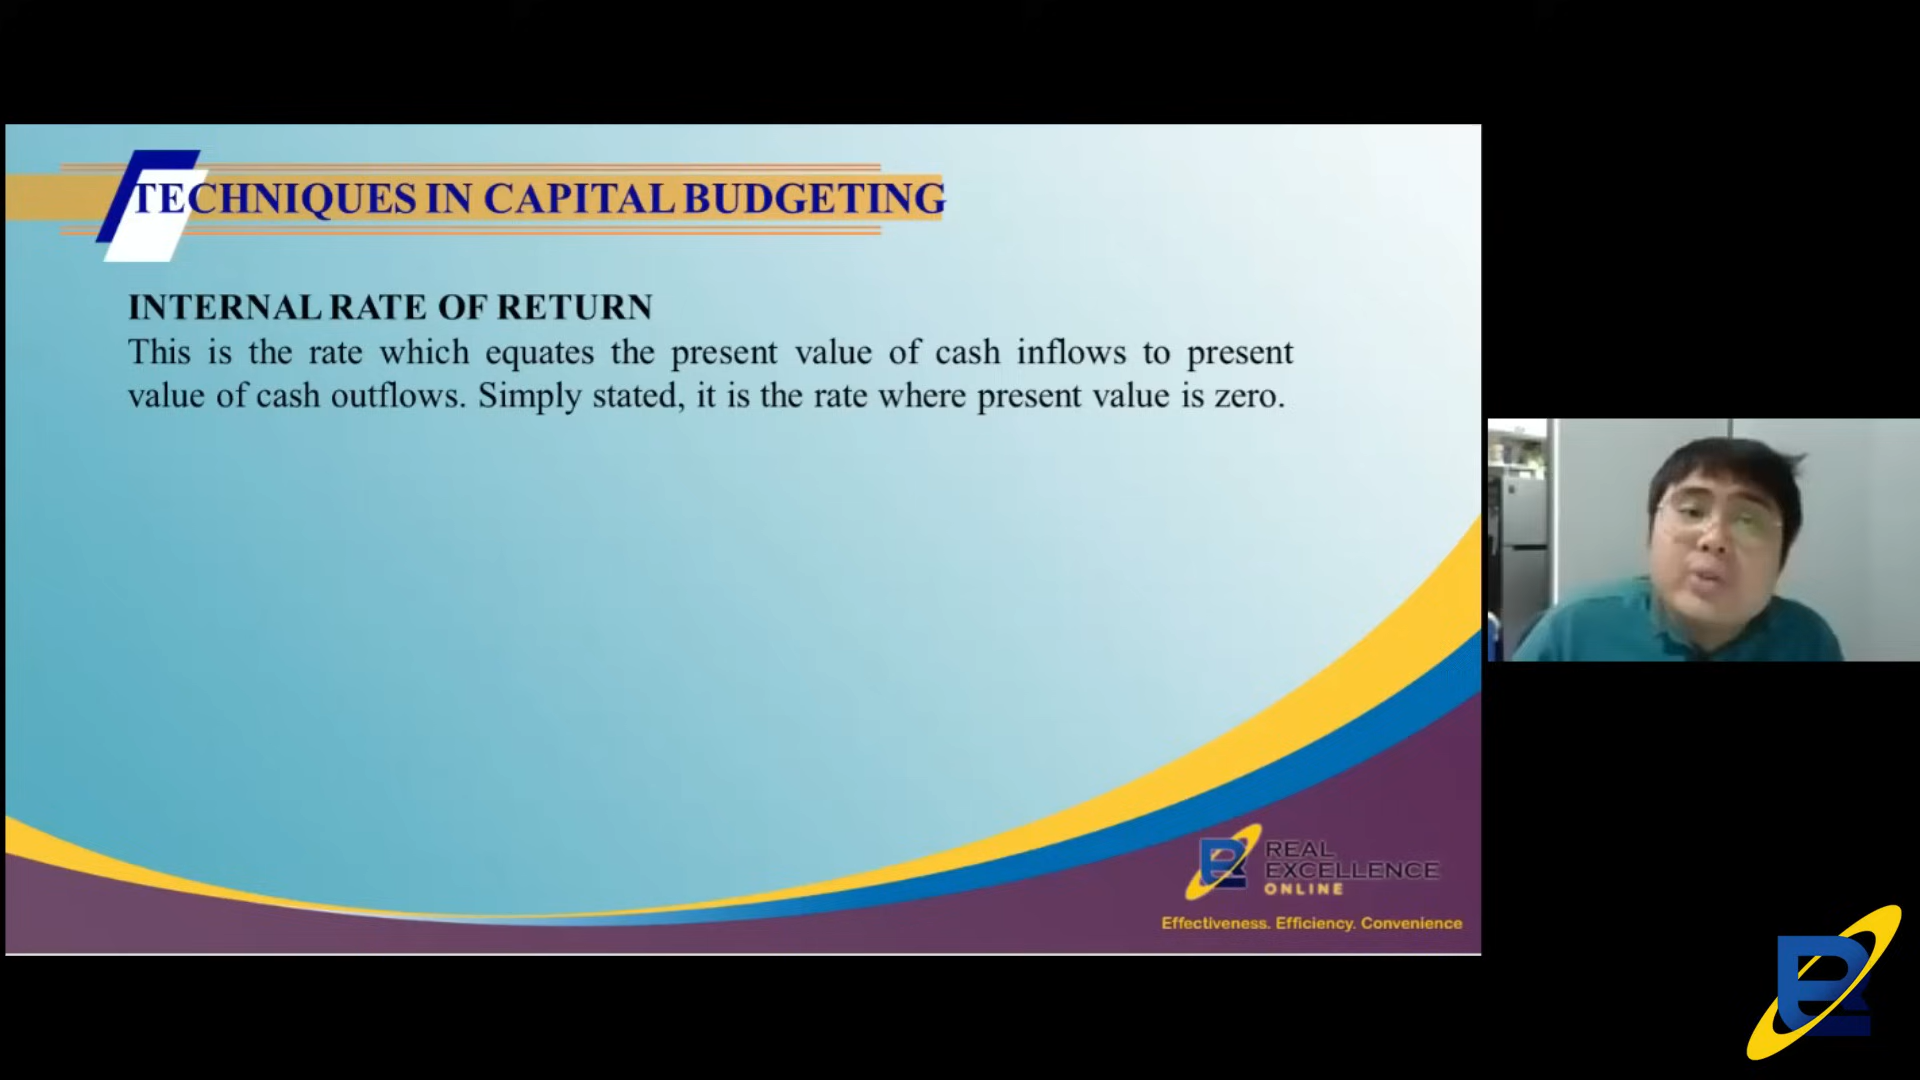 TECHNIQUES IN CAPITAL BUDGETING
INTERNAL RATE OF RETURN
This is the rate which equates the present value of cash inflows to present
value of cash outflows. Simply stated, it is the rate where present value is zero.
REAL
EXCELLENCE
ONLINE
Effectiveness. Efficiency. Convenience